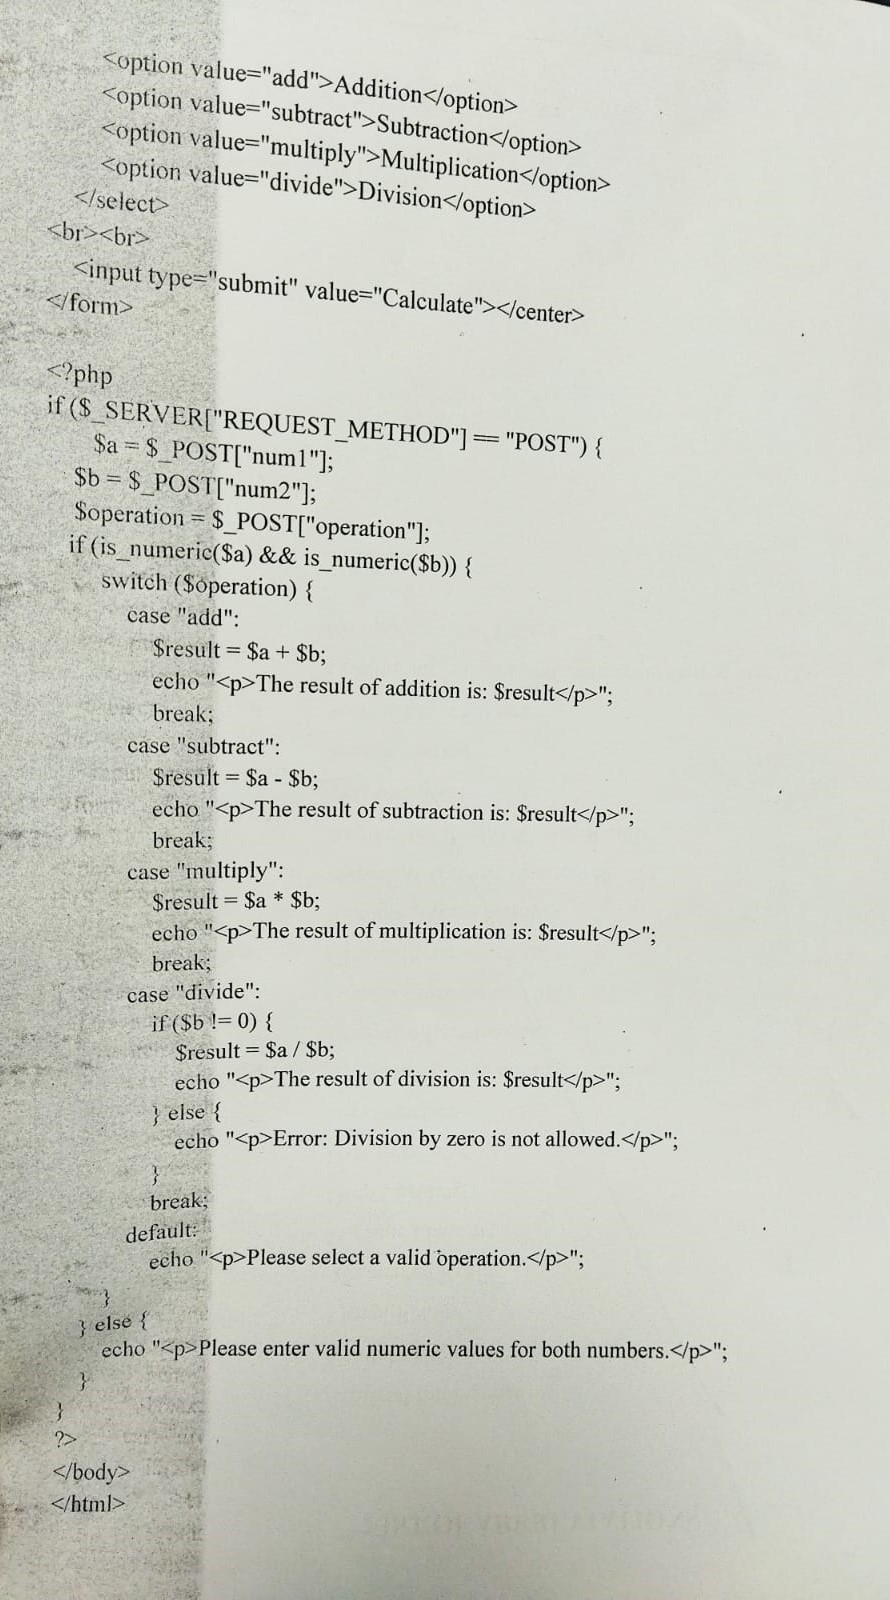 <option value="add">Addition</option>
<option value="subtract">Subtraction</option>
<option value="multiply">Multiplication</option>
<option value="divide">Division</option>
</select>
<br><br>
<input type="submit" value="Calculate"></center>
</form>
<?php
if ($_SERVER["REQUEST_METHOD"] == "POST") {
$a = $_POST["num1"];
$b = $_POST["num2"];
$operation = $_POST["operation"];
if (is_numeric($a) && is_numeric($b)) {
switch ($operation) {
case "add":
$result = $a + $b;
echo "<p>The result of addition is: $result</p>";
break;
case "subtract":
$result = $a - $b;
echo "<p>The result of subtraction is: $result</p>";
break;
case "multiply":
$result = $a * $b;
echo "<p>The result of multiplication is: $result</p>";
break;
case "divide":
if ($b != 0) {
$result = $a / $b;
echo "<p>The result of division is: $result</p>";
} else {
echo "<p>Error: Division by zero is not allowed.</p>";
}
break;
default:
echo "<p>Please select a valid operation.</p>";
}
} else {
echo "<p>Please enter valid numeric values for both numbers.</p>";
}
}
?>
</body>
</html>